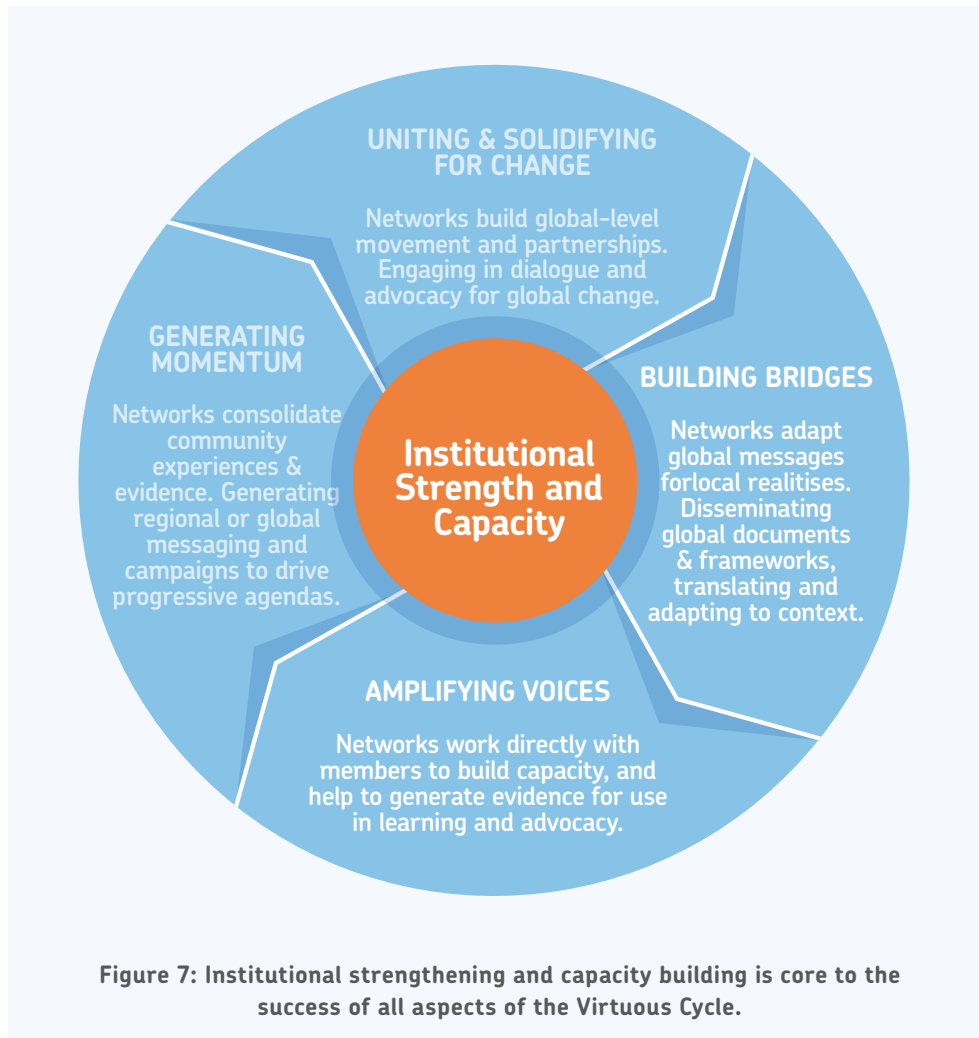 UNITING & SOLIDIFYING
FOR CHANGE
Networks build global-level
movement and partnerships.
Engaging in dialogue and
advocacy for global change.
GENERATING
MOMENTUM
Networks consolidate
community
experiences &
evidence. Generating
regional or global
messaging and
campaigns to drive
progressive agendas.
Institutional
Strength and
Capacity
BUILDING BRIDGES
Networks adapt
global messages
forlocal realitises.
Disseminating
global documents
& frameworks,
translating and
adapting to context.
AMPLIFYING VOICES
Networks work directly with
members to build capacity, and
help to generate evidence for use
in learning and advocacy.
Figure 7: Institutional strengthening and capacity building is core to the
success of all aspects of the Virtuous Cycle.